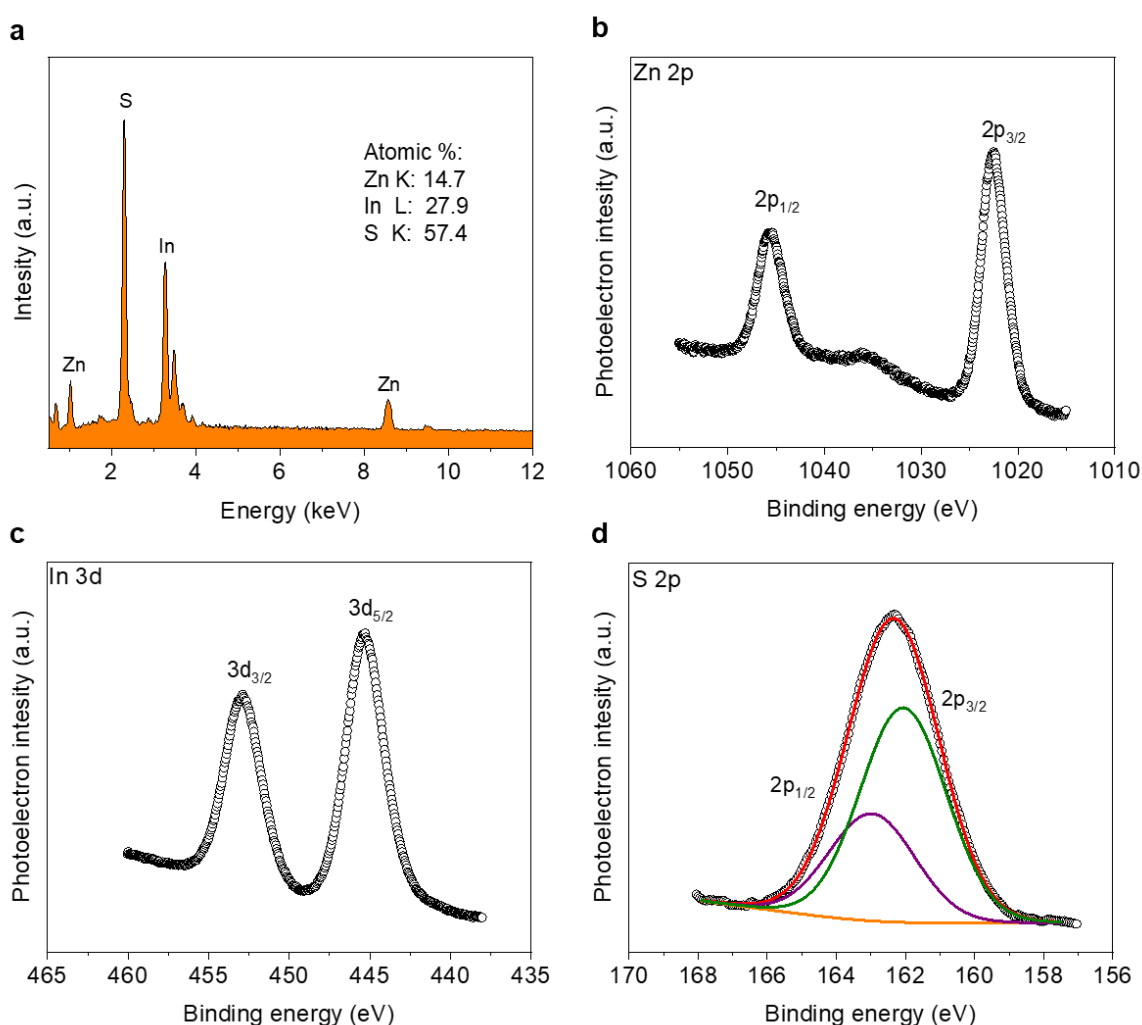 a
S
Atomic %:
Zn K: 14.7
In L: 27.9
S K: 57.4
In
Zn
Zn
Intesity (a.u.)
2 4 6 8 10 12
Energy (keV)
b
Zn 2p
2p3/2
2p1/2
Photoelectron intesity (a.u.)
1060 1050 1040 1030 1020 1010
Binding energy (eV)
c
In 3d
3d5/2
3d3/2
Photoelectron intesity (a.u.)
465 460 455 450 445 440 435
Binding energy (eV)
d
S 2p
2p3/2
2p1/2
Photoelectron intesity (a.u.)
170 168 166 164 162 160 158 156
Binding energy (eV)